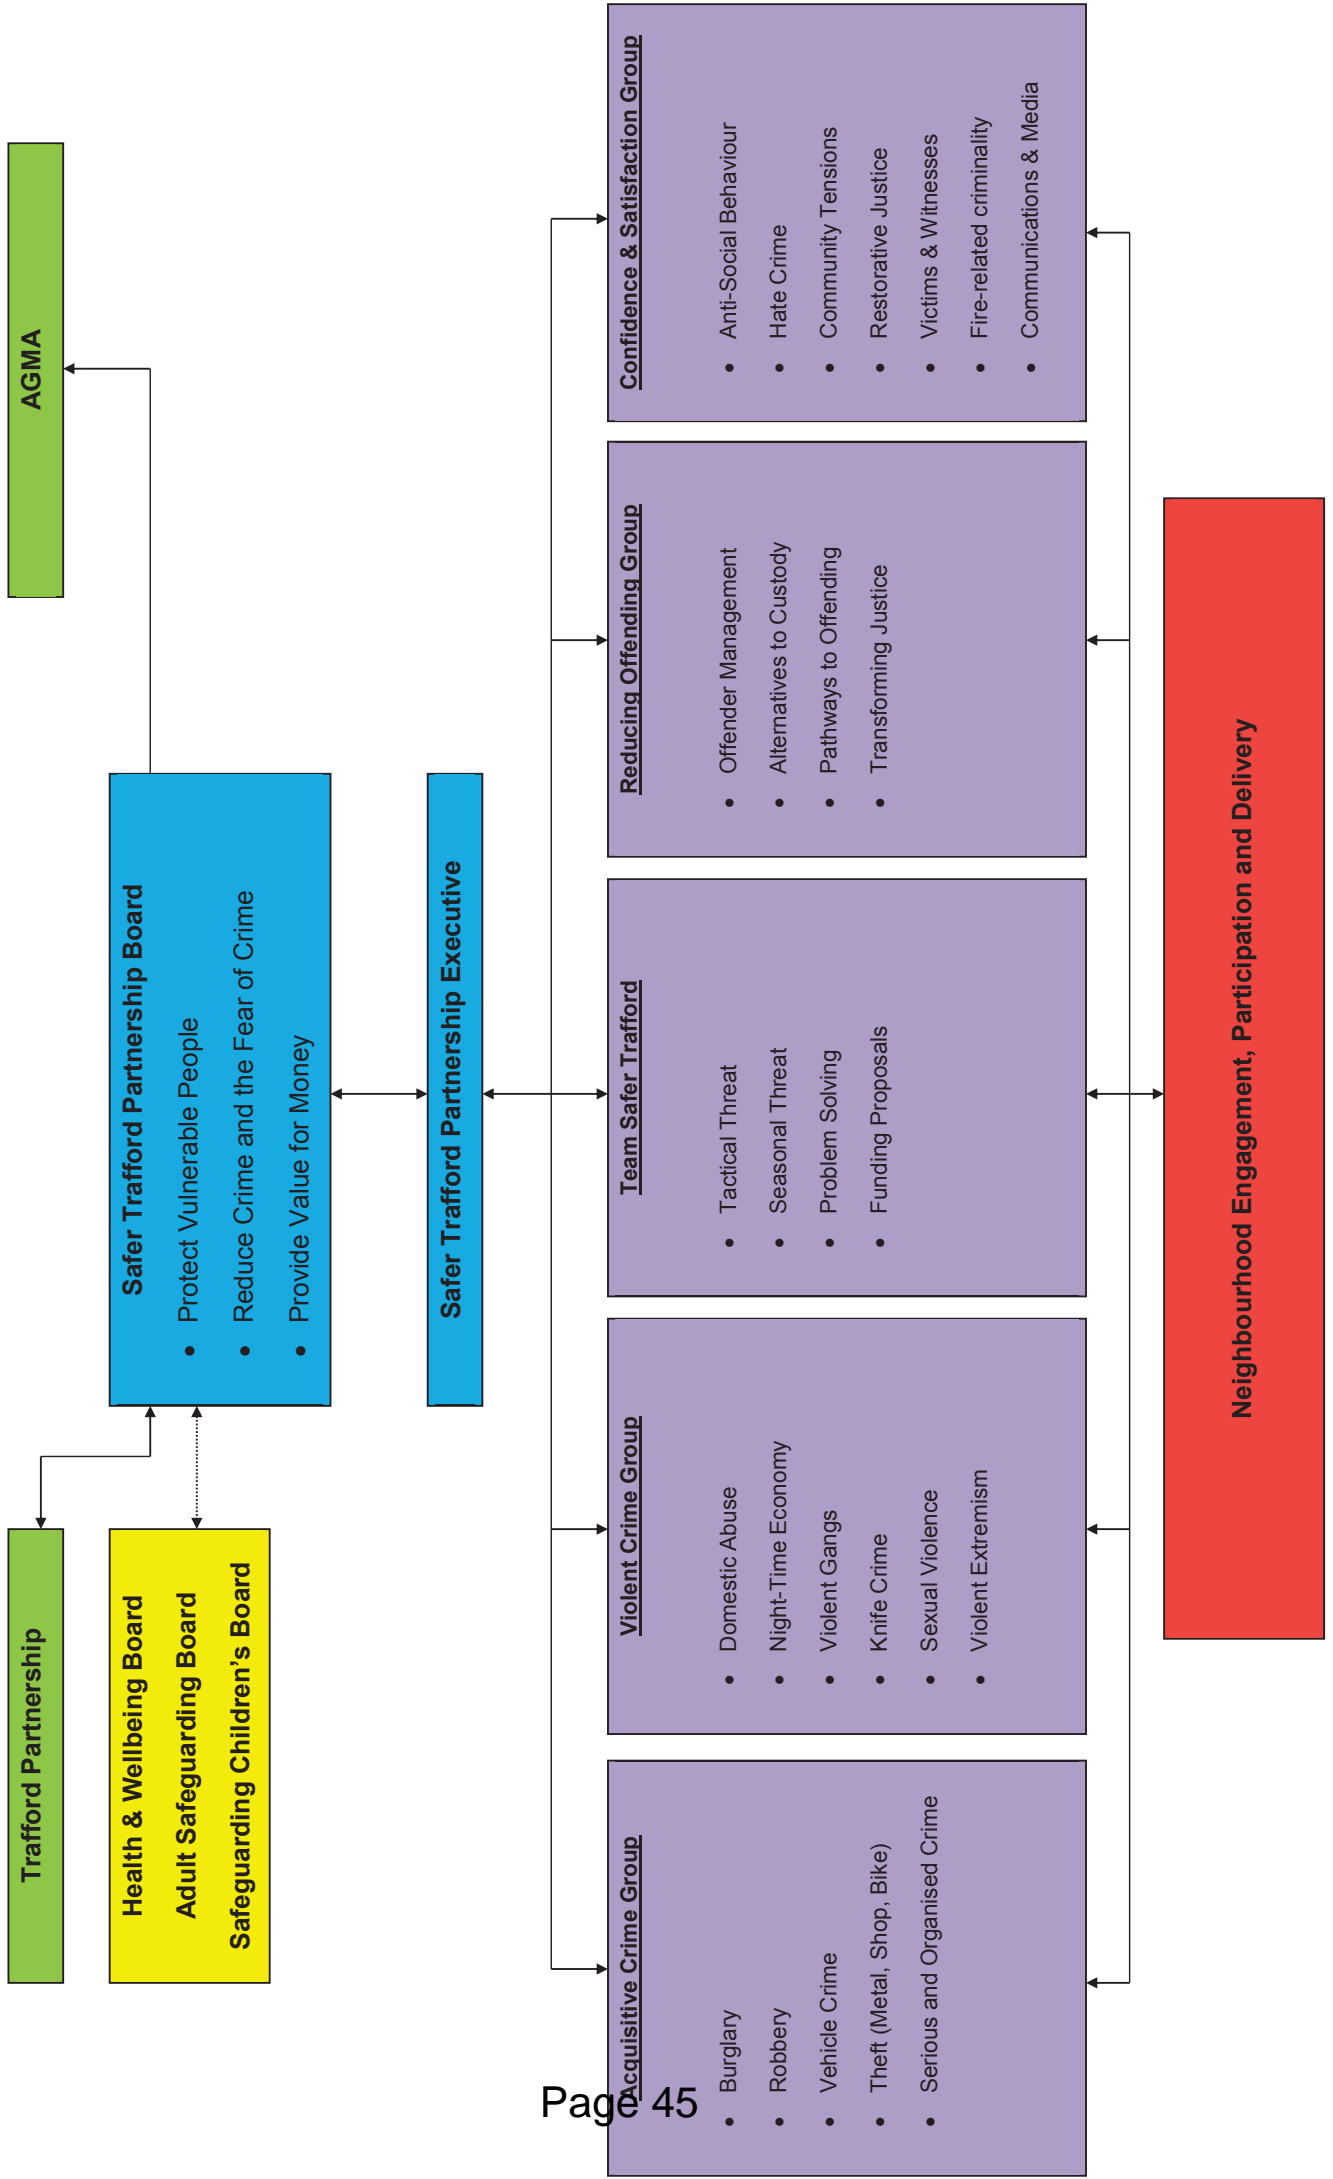 Trafford Partnership
AGMA
Health & Wellbeing Board
Adult Safeguarding Board
Safeguarding Children’s Board
Safer Trafford Partnership Board
• Protect Vulnerable People
• Reduce Crime and the Fear of Crime
• Provide Value for Money
Safer Trafford Partnership Executive
Acquisitive Crime Group
• Burglary
• Robbery
• Vehicle Crime
• Theft (Metal, Shop, Bike)
• Serious and Organised Crime
Violent Crime Group
• Domestic Abuse
• Night-Time Economy
• Violent Gangs
• Knife Crime
• Sexual Violence
• Violent Extremism
Team Safer Trafford
• Tactical Threat
• Seasonal Threat
• Problem Solving
• Funding Proposals
Reducing Offending Group
• Offender Management
• Alternatives to Custody
• Pathways to Offending
• Transforming Justice
Confidence & Satisfaction Group
• Anti-Social Behaviour
• Hate Crime
• Community Tensions
• Restorative Justice
• Victims & Witnesses
• Fire-related criminality
• Communications & Media
Neighbourhood Engagement, Participation and Delivery
Page 45